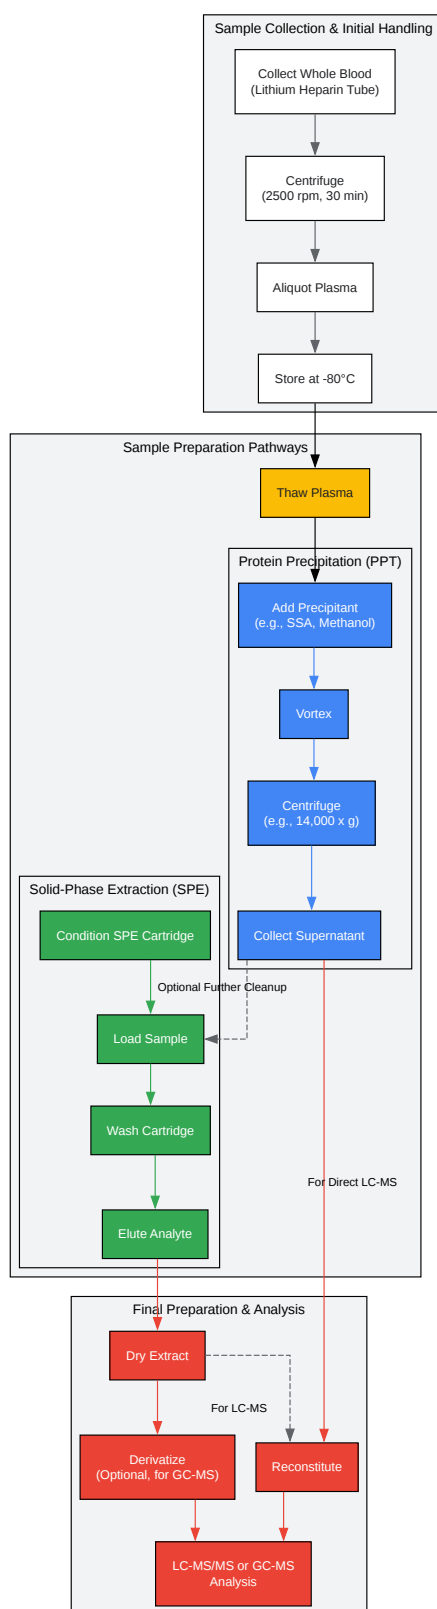 Sample Collection & Initial Handling
Collect Whole Blood
(Lithium Heparin Tube)
Centrifuge
(2500 rpm, 30 min)
Aliquot Plasma
Store at -80°C
Sample Preparation Pathways
Thaw Plasma
Protein Precipitation (PPT)
Add Precipitant
(e.g., SSA, Methanol)
Vortex
Centrifuge
(e.g., 14,000 x g)
Collect Supernatant
Solid-Phase Extraction (SPE)
Condition SPE Cartridge
Optional Further Cleanup
Load Sample
Wash Cartridge
Elute Analyte
For Direct LC-MS
Final Preparation & Analysis
Dry Extract
For LC-MS
Derivatize
(Optional, for GC-MS)
Reconstitute
LC-MS/MS or GC-MS
Analysis